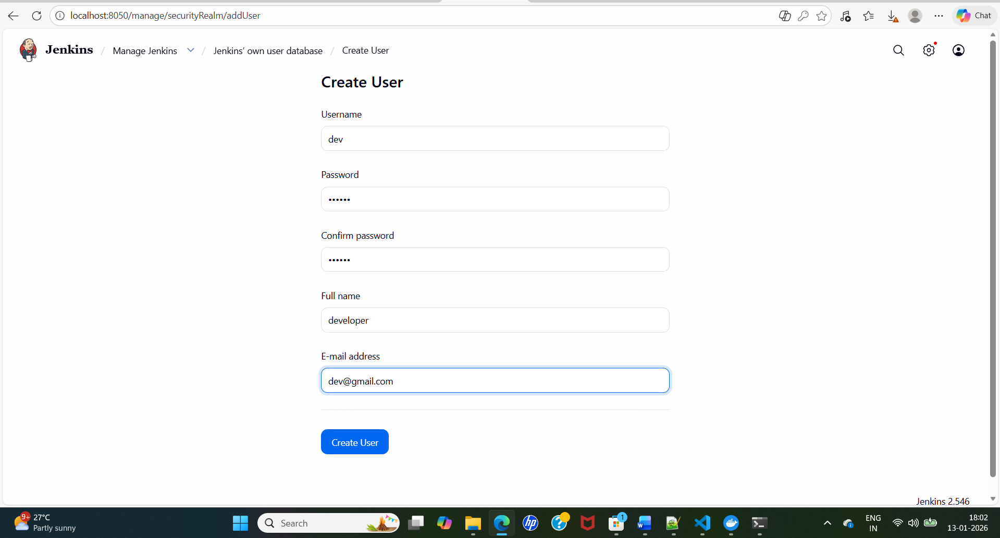 localhost:8050/manage/securityRealm/addUser
Chat
Jenkins / Manage Jenkins / Jenkins’ own user database / Create User
Create User
Username
dev
Password
••••••
Confirm password
••••••
Full name
developer
E-mail address
dev@gmail.com
Create User
Jenkins 2.546
9+
27°C
Partly sunny
Search
hp
?
1
W
ENG
IN
18:02
13-01-2026